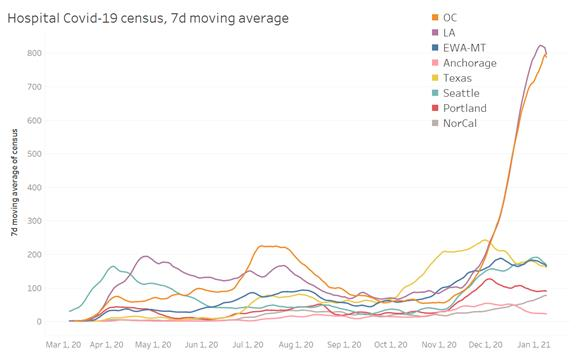 Hospital Covid-19 census, 7d moving average
OC
LA
EWA-MT
Anchorage
Texas
Seattle
Portland
NorCal
7d moving average of census
800
700
600
500
400
300
200
100
0
Mar 1, 20 Apr 1, 20 May 1, 20 Jun 1, 20 Jul 1, 20 Aug 1, 20 Sep 1, 20 Oct 1, 20 Nov 1, 20 Dec 1, 20 Jan 1, 21